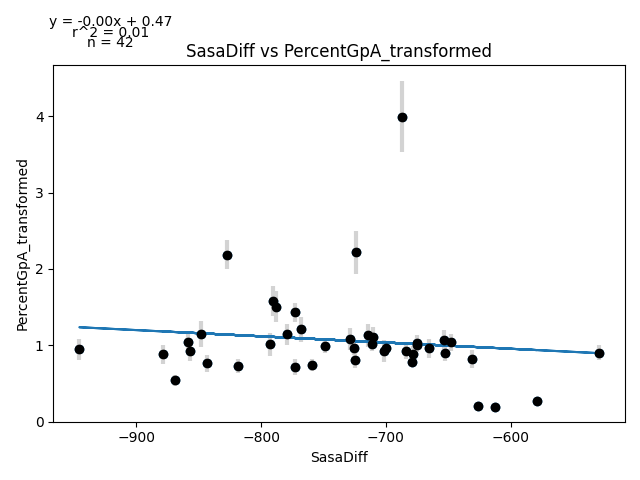 y = -0.00x + 0.47
r^2 = 0.01
n = 42
SasaDiff vs PercentGpA_transformed
PercentGpA_transformed
4
3
2
1
0
−900 −800 −700 −600
SasaDiff